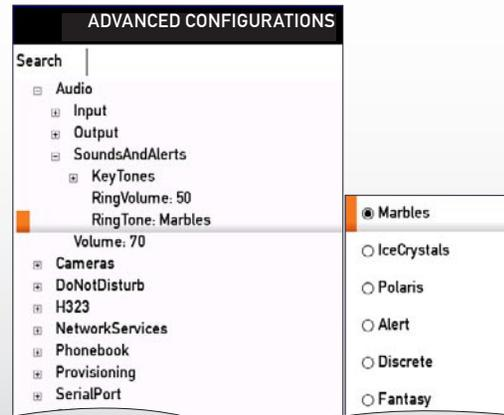 ADVANCED CONFIGURATIONS
Search
Audio
Input
Output
SoundsAndAlerts
KeyTones
RingVolume: 50
RingTone: Marbles
Volume: 70
Cameras
DoNotDisturb
H323
NetworkServices
Phonebook
Provisioning
SerialPort
Marbles
IceCrystals
Polaris
Alert
Discrete
Fantasy